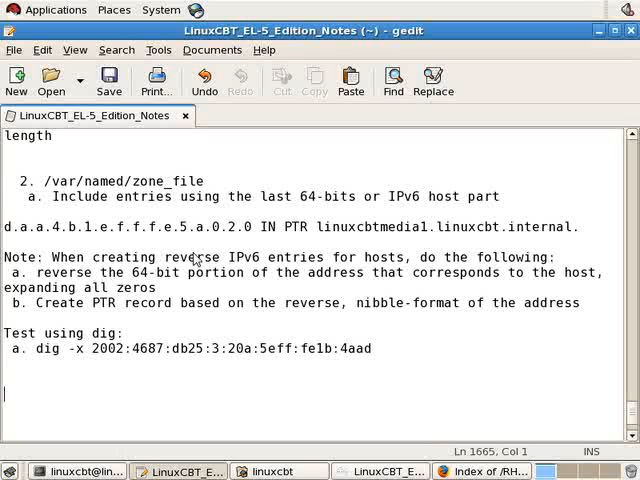 Applications Places System
LinuxCBT_EL-5_Edition_Notes (~) - gedit
File Edit View Search Tools Documents Help
New Open Save Print... Undo Redo Cut Copy Paste Find Replace
LinuxCBT_EL-5_Edition_Notes
length
2. /var/named/zone_file
a. Include entries using the last 64-bits or IPv6 host part
d.a.a.4.b.1.e.f.f.f.e.5.a.0.2.0 IN PTR linuxcbtmedia1.linuxcbt.internal.
Note: When creating reverse IPv6 entries for hosts, do the following:
a. reverse the 64-bit portion of the address that corresponds to the host,
expanding all zeros
b. Create PTR record based on the reverse, nibble-format of the address
Test using dig:
a. dig -x 2002:4687:db25:3:20a:5eff:fe1b:4aad
Ln 1665, Col 1 INS
linuxcbt@lin... LinuxCBT_E... linuxcbt LinuxCBT_E... Index of /RH...